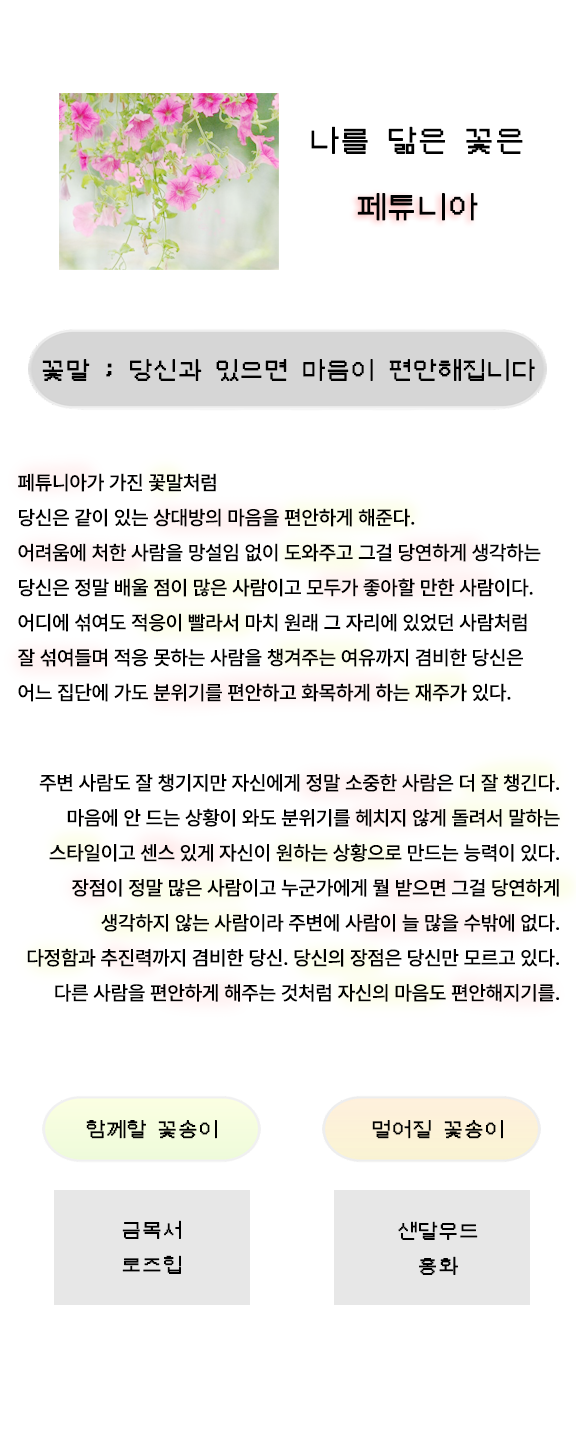 나를 닮은 꽃은
페튜니아
꽃말 ; 당신과 있으면 마음이 편안해집니다
페튜니아가 가진 꽃말처럼
당신은 같이 있는 상대방의 마음을 편안하게 해준다.
어려움에 처한 사람을 망설임 없이 도와주고 그걸 당연하게 생각하는
당신은 정말 배울 점이 많은 사람이고 모두가 좋아할 만한 사람이다.
어디에 섞여도 적응이 빨라서 마치 원래 그 자리에 있었던 사람처럼
잘 섞여들며 적응 못하는 사람을 챙겨주는 여유까지 겸비한 당신은
어느 집단에 가도 분위기를 편안하고 화목하게 하는 재주가 있다.
주변 사람도 잘 챙기지만 자신에게 정말 소중한 사람은 더 잘 챙긴다.
마음에 안 드는 상황이 와도 분위기를 헤치지 않게 돌려서 말하는
스타일이고 센스 있게 자신이 원하는 상황으로 만드는 능력이 있다.
장점이 정말 많은 사람이고 누군가에게 뭘 받으면 그걸 당연하게
생각하지 않는 사람이라 주변에 사람이 늘 많을 수밖에 없다.
다정함과 추진력까지 겸비한 당신. 당신의 장점은 당신만 모르고 있다.
다른 사람을 편안하게 해주는 것처럼 자신의 마음도 편안해지기를.
함께할 꽃송이
멀어질 꽃송이
금목서
로즈힙
샌달우드
홍화